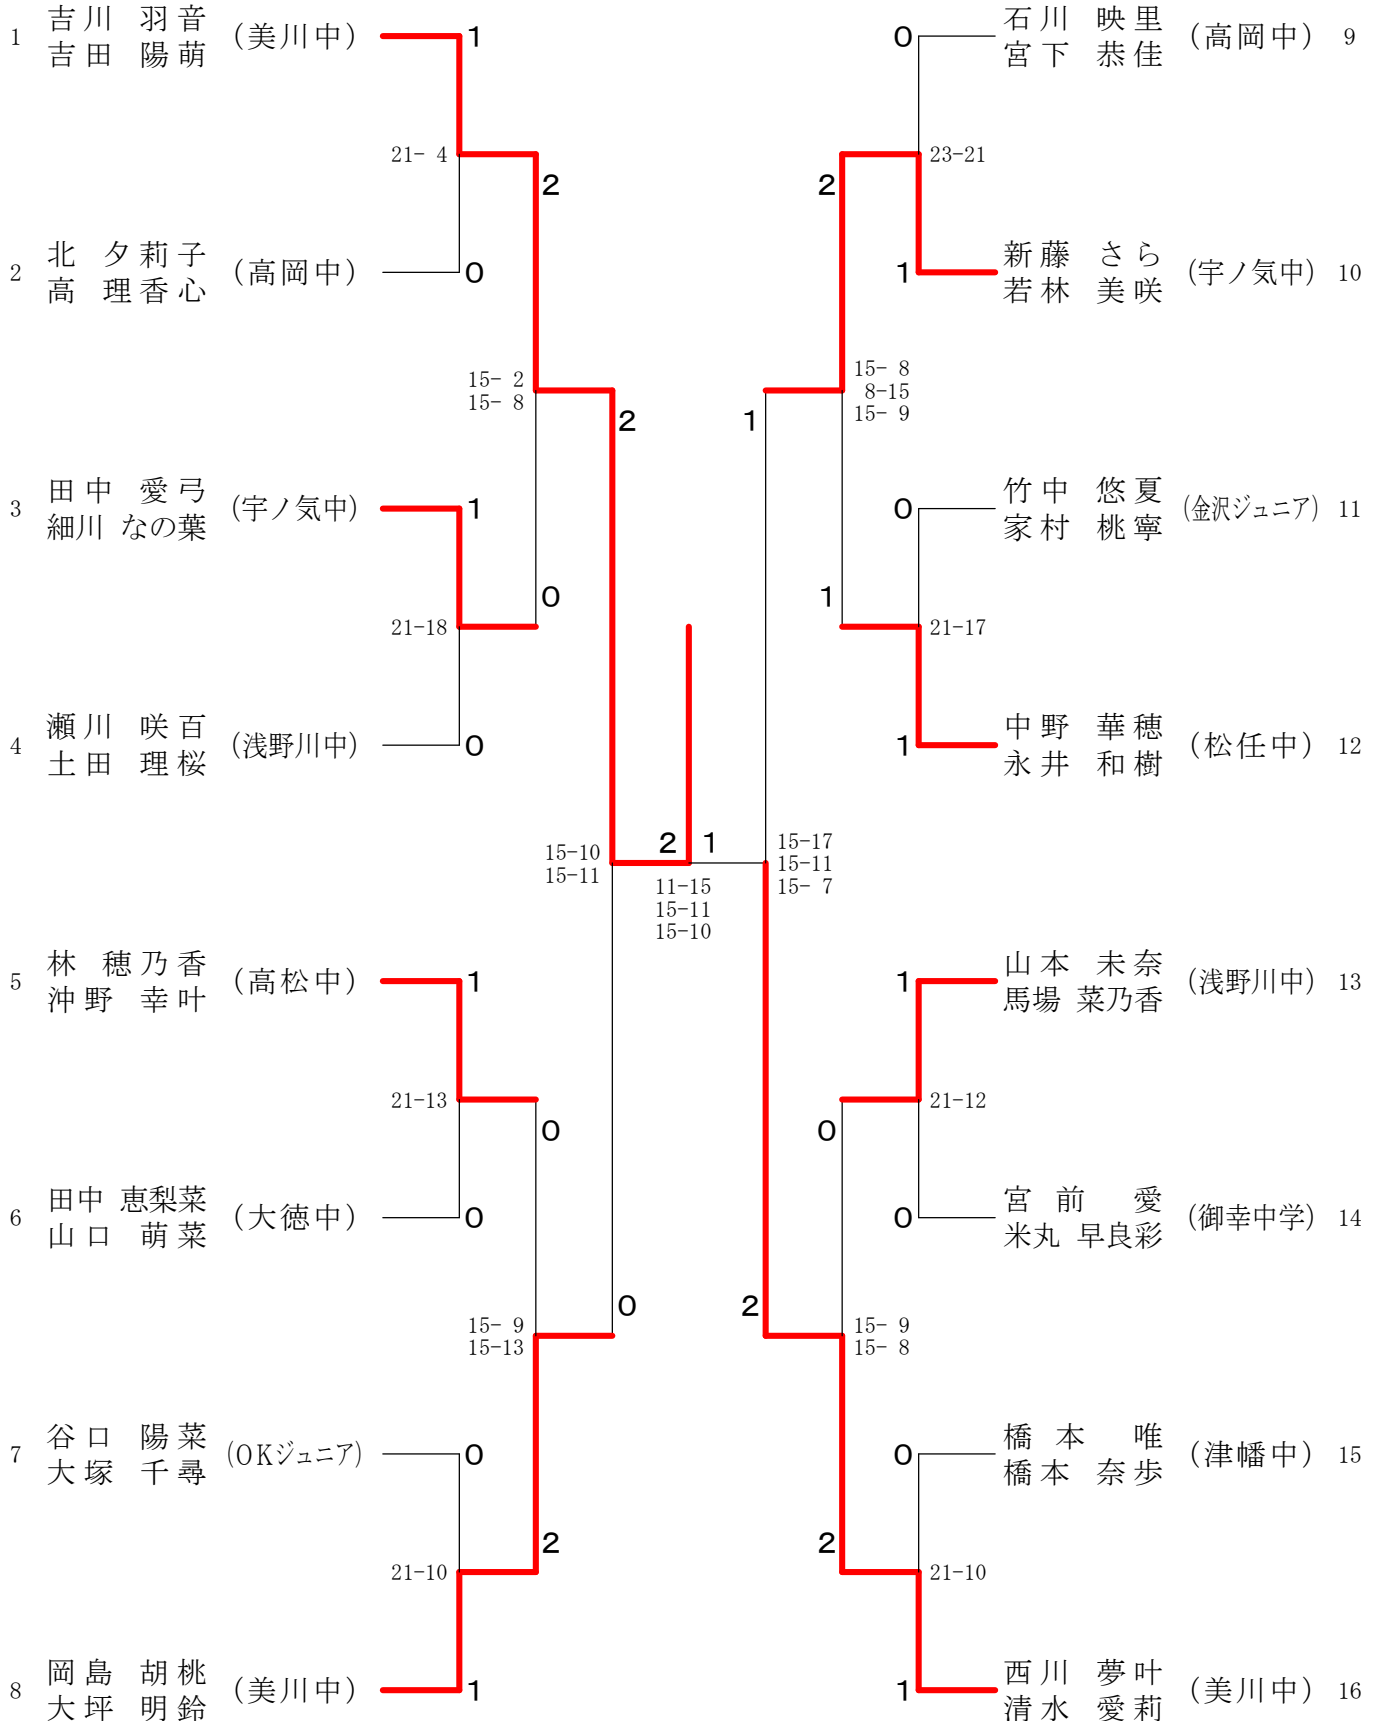 1 吉川 羽音 (美川中) 1
吉田 陽萌
21- 4
2
2 北 夕莉子 (高岡中) 0
高 理香心
15- 2
15- 8
2
3 田中 愛弓 (宇ノ気中) 1
細川 なの葉
21-18
0
4 瀬川 咲百 (浅野川中) 0
土田 理桜
15-10
15-11
5 林 穂乃香 (高松中) 1
沖野 幸叶
21-13
0
6 田中 恵梨菜 (大徳中) 0
山口 萌菜
15- 9
15-13
0
7 谷口 陽菜 (OKジュニア) 0
大塚 千尋
21-10
2
8 岡島 胡桃 (美川中) 1
大坪 明鈴
2 1
11-15
15-11
15-10
0 石川 映里 (高岡中) 9
宮下 恭佳
23-21
2
1 新藤 さら (宇ノ気中) 10
若林 美咲
15- 8
8-15
15- 9
1
0 竹中 悠夏 (金沢ジュニア) 11
家村 桃寧
21-17
1
1 中野 華穂 (松任中) 12
永井 和樹
15-17
15-11
15- 7
1 山本 未奈 (浅野川中) 13
馬場 菜乃香
21-12
0
0 宮前 愛 (御幸中学) 14
米丸 早良彩
15- 9
15- 8
2
0 橋本 唯 (津幡中) 15
橋本 奈歩
21-10
2
1 西川 夢叶 (美川中) 16
清水 愛莉